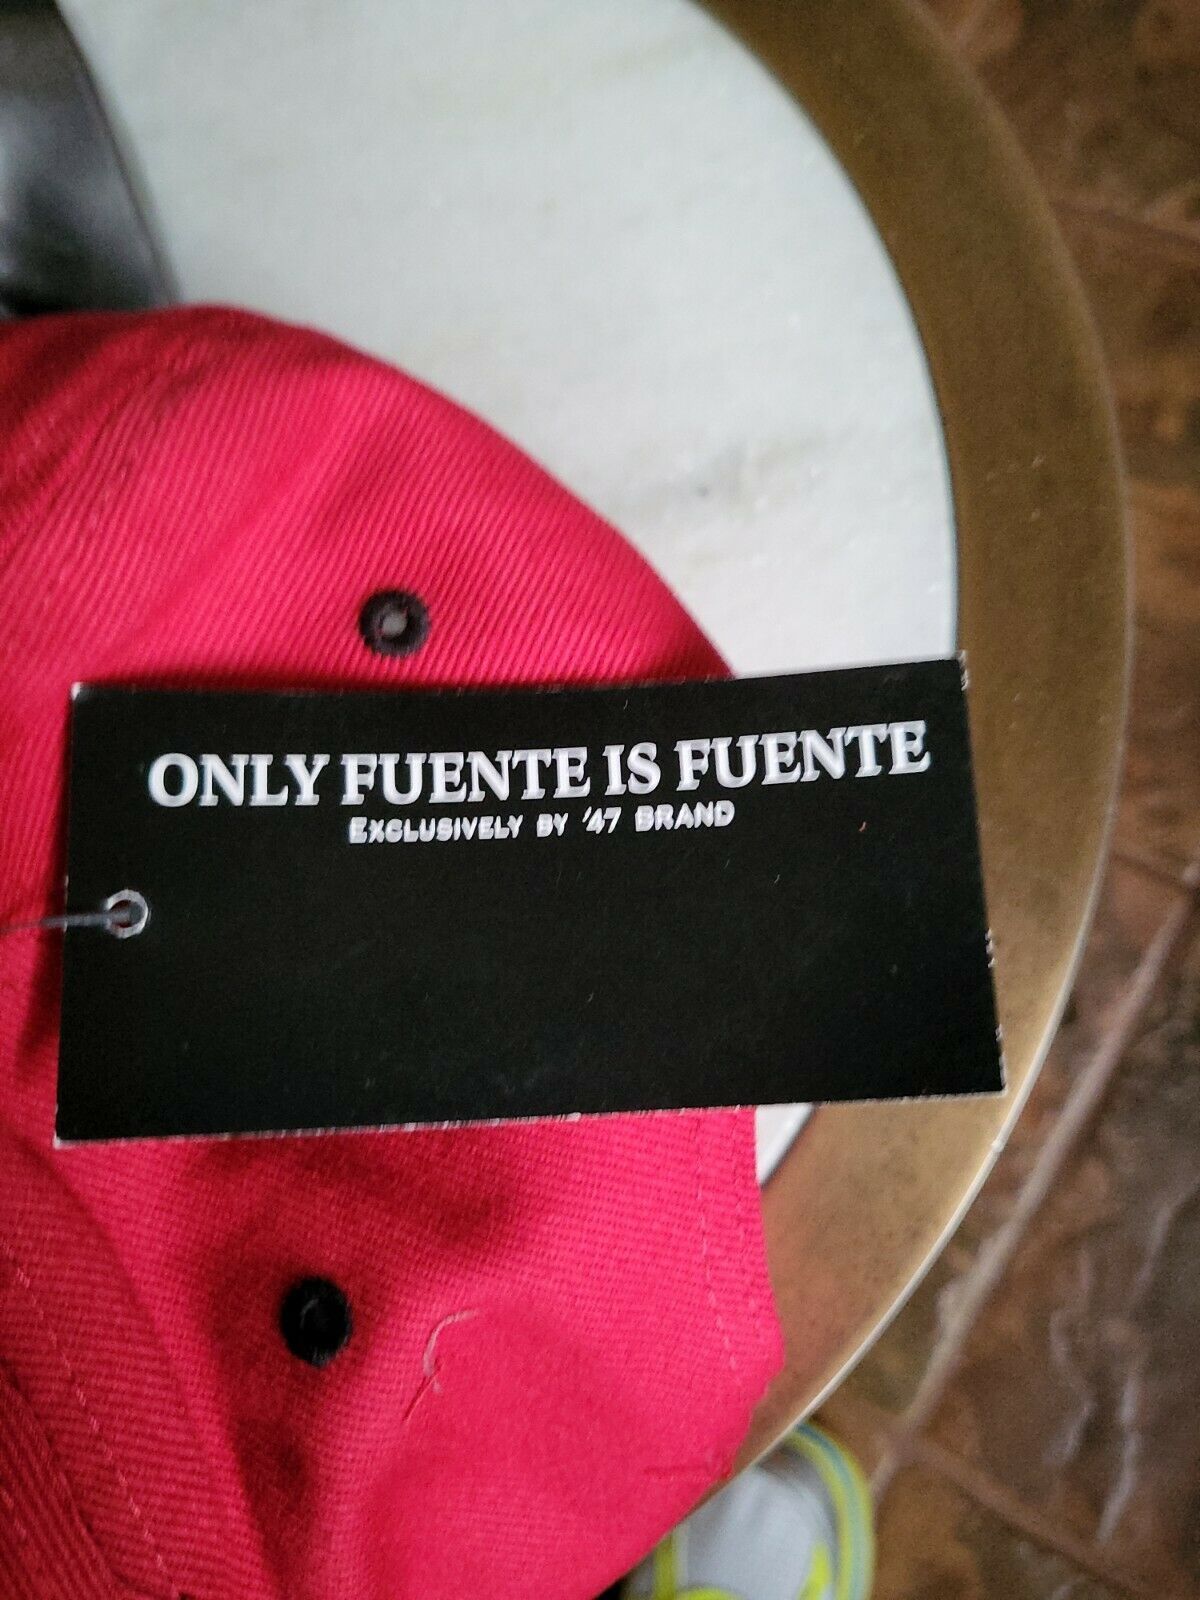 ONLY FUENTE IS FUENTE
EXCLUSIVELY BY '47 BRAND